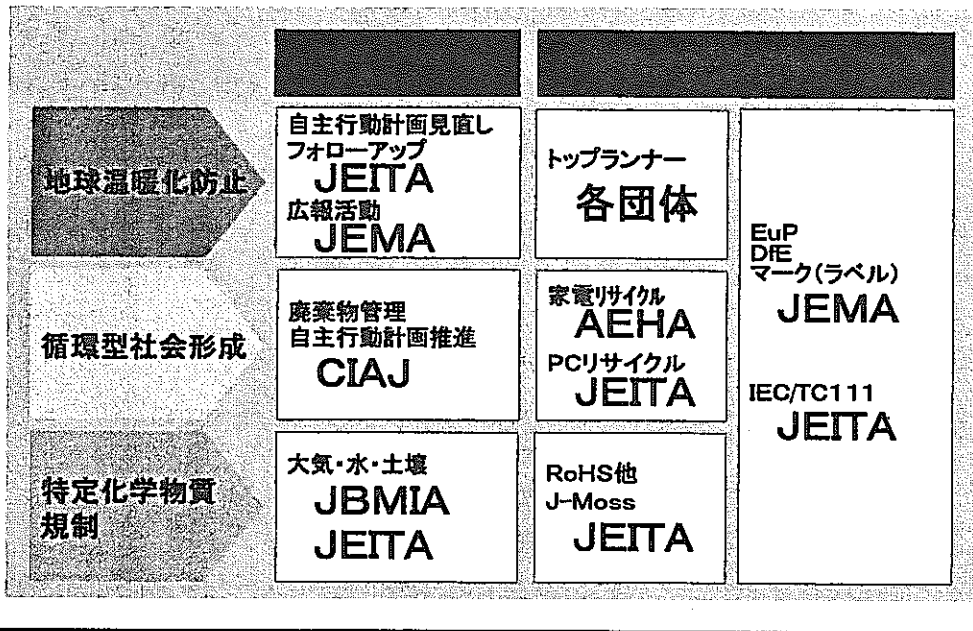 地球温暖化防止
自主行動計画見直し
フォローアップ
JEITA
広報活動
JEMA
トップランナー
各団体
EuP
DfE
マーク(ラベル)
JEMA
IEC/TC111
JEITA
循環型社会形成
廃棄物管理
自主行動計画推進
CIAJ
家電リサイクル
AEHA
PCリサイクル
JEITA
特定化学物質
規制
大気・水・土壌
JBMIA
JEITA
RoHS他
J-Moss
JEITA